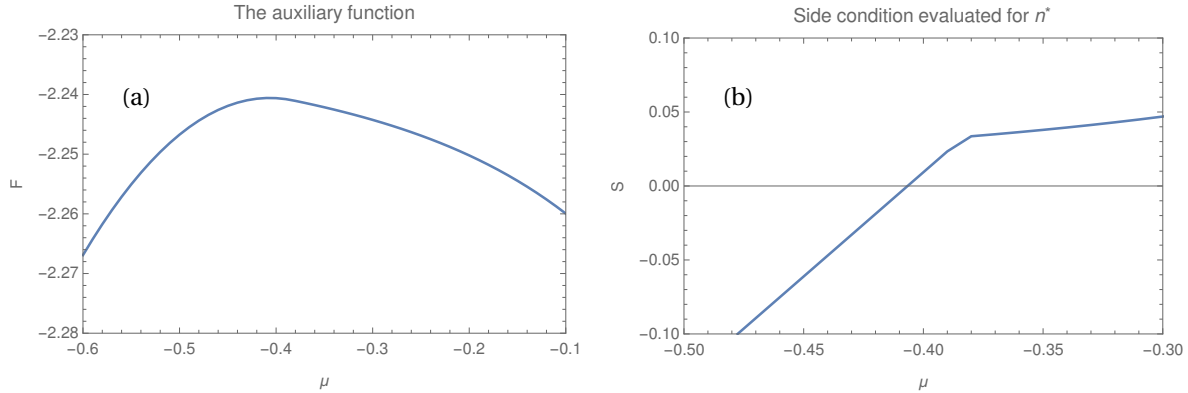 The auxiliary function
(a)
F
−2.23
−2.24
−2.25
−2.26
−2.27
−2.28
−0.6 −0.5 −0.4 −0.3 −0.2 −0.1
μ
Side condition evaluated for n*
(b)
S
0.10
0.05
0.00
−0.05
−0.10
−0.50 −0.45 −0.40 −0.35 −0.30
μ